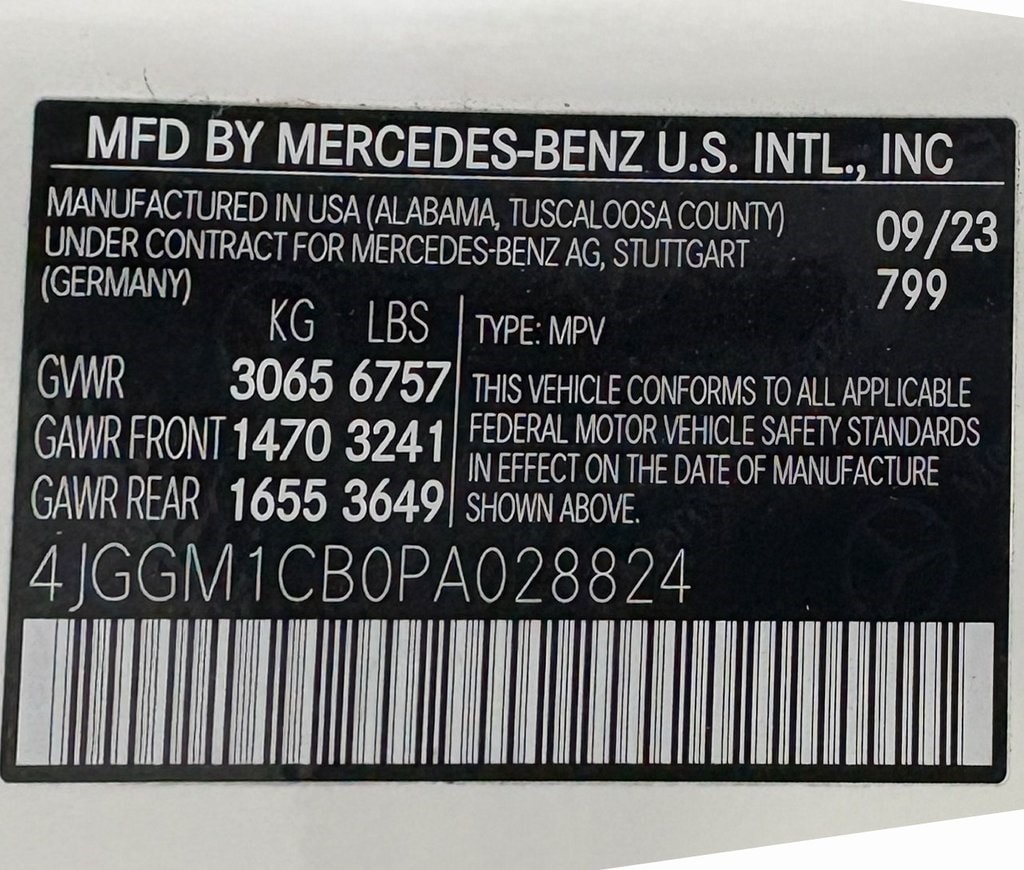 MFD BY MERCEDES-BENZ U.S. INTL., INC
MANUFACTURED IN USA (ALABAMA, TUSCALOOSA COUNTY)
UNDER CONTRACT FOR MERCEDES-BENZ AG, STUTTGART
(GERMANY)
09/23
799
KG LBS
GVWR 3065 6757
GAWR FRONT 1470 3241
GAWR REAR 1655 3649
TYPE: MPV
THIS VEHICLE CONFORMS TO ALL APPLICABLE
FEDERAL MOTOR VEHICLE SAFETY STANDARDS
IN EFFECT ON THE DATE OF MANUFACTURE
SHOWN ABOVE.
4JGGM1CB0PA028824